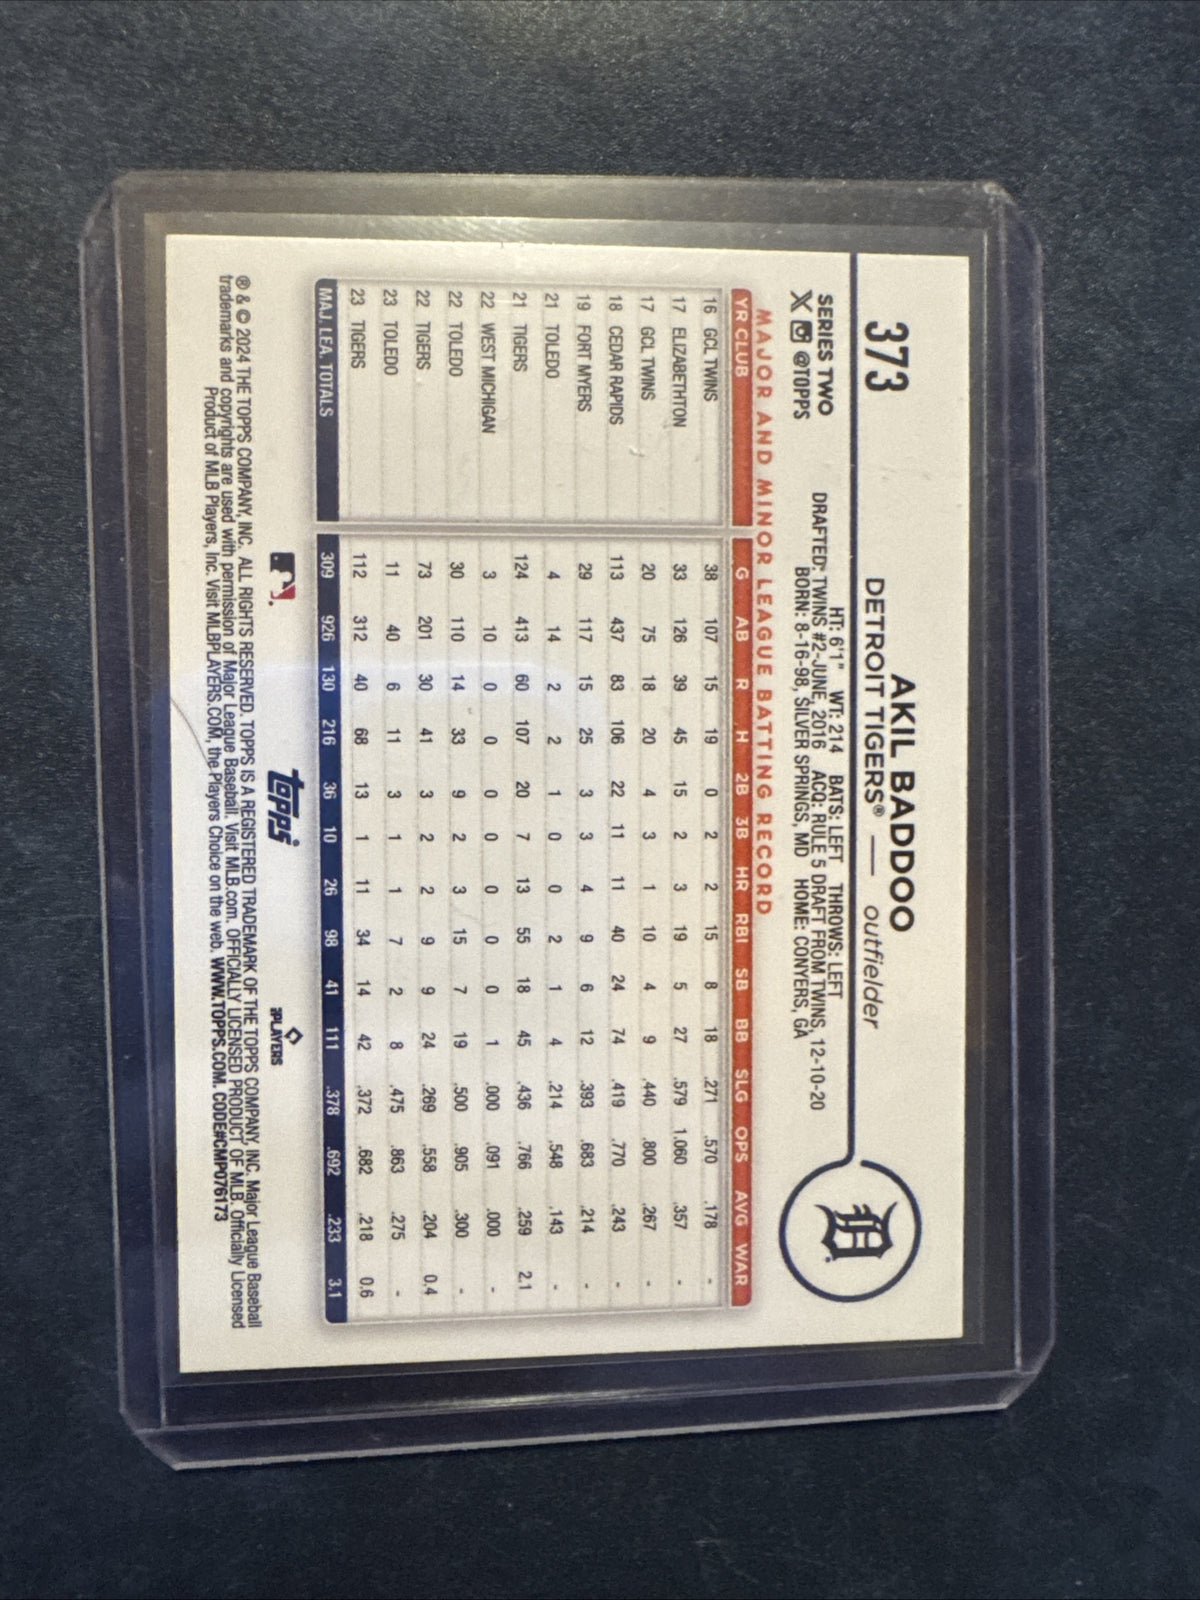 373
AKIL BADDOO
DETROIT TIGERS® — outfielder
SERIES TWO
@TOPPS
HT: 6'1" WT: 214 BATS: LEFT THROWS: LEFT
DRAFTED: TWINS #2-JUNE, 2016 ACQ: RULE 5 DRAFT FROM TWINS, 12-10-20
BORN: 8-16-98, SILVER SPRINGS, MD HOME: CONYERS, GA
MAJOR AND MINOR LEAGUE BATTING RECORD
YR CLUB G AB R H 2B 3B HR RBI SB BB SLG OPS AVG WAR
16 GCL TWINS 38 107 15 19 0 2 2 15 8 18 .271 .570 .178 -
17 ELIZABETHTON 33 126 39 45 15 2 3 19 5 27 .579 1.060 .357 -
17 GCL TWINS 20 75 18 20 4 3 1 10 4 9 .440 .800 .267 -
18 CEDAR RAPIDS 113 437 83 106 22 11 11 40 24 74 .419 .770 .243 -
19 FORT MYERS 29 117 15 25 3 3 4 9 6 12 .393 .683 .214 -
21 TOLEDO 4 14 2 2 1 0 0 2 1 4 .214 .548 .143 -
21 TIGERS 124 413 60 107 20 7 13 55 18 45 .436 .766 .259 2.1
22 WEST MICHIGAN 3 10 0 0 0 0 0 0 0 1 .000 .091 .000 -
22 TOLEDO 30 110 14 33 9 2 3 15 7 19 .500 .905 .300 -
22 TIGERS 73 201 30 41 3 2 2 9 9 24 .269 .558 .204 0.4
23 TOLEDO 11 40 6 11 3 1 1 7 2 8 .475 .863 .275 -
23 TIGERS 112 312 40 68 13 1 11 34 14 42 .372 .682 .218 0.6
MAJ. LEA. TOTALS 309 926 130 216 36 10 26 98 41 111 .378 .692 .233 3.1
topps
PLAYERS
® & © 2024 THE TOPPS COMPANY, INC. ALL RIGHTS RESERVED. TOPPS IS A REGISTERED TRADEMARK OF THE TOPPS COMPANY, INC. Major League Baseball
trademarks and copyrights are used with permission of Major League Baseball. Visit MLB.com. OFFICIALLY LICENSED PRODUCT OF MLB. Officially Licensed
Product of MLB Players, Inc. Visit MLBPLAYERS.COM, the Players Choice on the web. WWW.TOPPS.COM. CODE#CMP076173